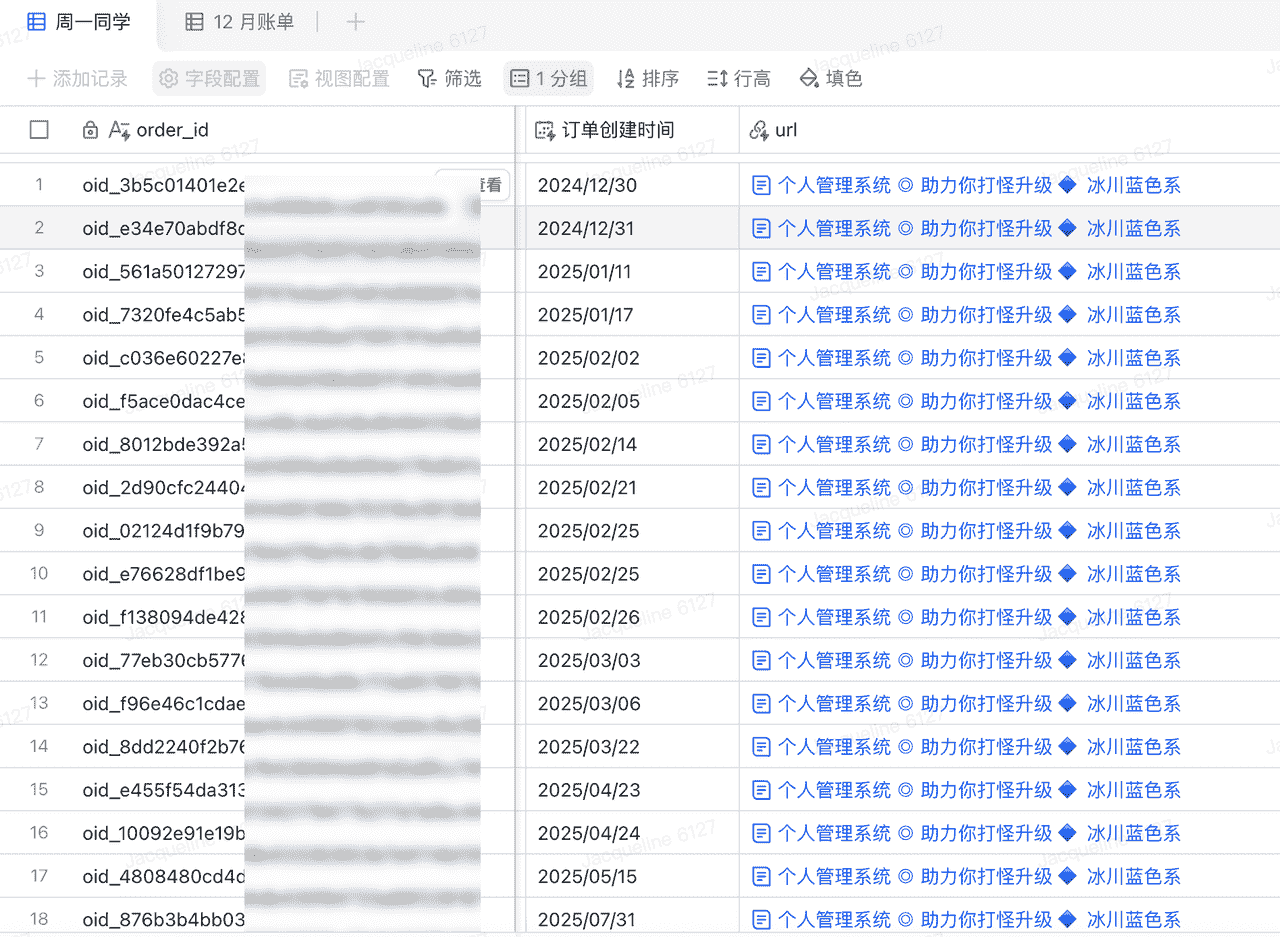 周一同学 12 月账单
添加记录 字段配置 视图配置 筛选 1 分组 排序 行高 填色
order_id 订单创建时间 url
1 oid_3b5c01401e2e 查看 2024/12/30 个人管理系统 ◎ 助力你打怪升级 🔷 冰川蓝色系
2 oid_e34e70abdf8c 2024/12/31 个人管理系统 ◎ 助力你打怪升级 🔷 冰川蓝色系
3 oid_561a50127297 2025/01/11 个人管理系统 ◎ 助力你打怪升级 🔷 冰川蓝色系
4 oid_7320fe4c5ab5 2025/01/17 个人管理系统 ◎ 助力你打怪升级 🔷 冰川蓝色系
5 oid_c036e60227e8 2025/02/02 个人管理系统 ◎ 助力你打怪升级 🔷 冰川蓝色系
6 oid_f5ace0dac4ce 2025/02/05 个人管理系统 ◎ 助力你打怪升级 🔷 冰川蓝色系
7 oid_8012bde392a5 2025/02/14 个人管理系统 ◎ 助力你打怪升级 🔷 冰川蓝色系
8 oid_2d90cfc24404 2025/02/21 个人管理系统 ◎ 助力你打怪升级 🔷 冰川蓝色系
9 oid_02124d1f9b79 2025/02/25 个人管理系统 ◎ 助力你打怪升级 🔷 冰川蓝色系
10 oid_e76628df1be9 2025/02/25 个人管理系统 ◎ 助力你打怪升级 🔷 冰川蓝色系
11 oid_f138094de428 2025/02/26 个人管理系统 ◎ 助力你打怪升级 🔷 冰川蓝色系
12 oid_77eb30cb5776 2025/03/03 个人管理系统 ◎ 助力你打怪升级 🔷 冰川蓝色系
13 oid_f96e46c1cdae 2025/03/06 个人管理系统 ◎ 助力你打怪升级 🔷 冰川蓝色系
14 oid_8dd2240f2b76 2025/03/22 个人管理系统 ◎ 助力你打怪升级 🔷 冰川蓝色系
15 oid_e455f54da313 2025/04/23 个人管理系统 ◎ 助力你打怪升级 🔷 冰川蓝色系
16 oid_10092e91e19b 2025/04/24 个人管理系统 ◎ 助力你打怪升级 🔷 冰川蓝色系
17 oid_4808480cd4d 2025/05/15 个人管理系统 ◎ 助力你打怪升级 🔷 冰川蓝色系
18 oid_876b3b4bb03 2025/07/31 个人管理系统 ◎ 助力你打怪升级 🔷 冰川蓝色系
Jacqueline 6127